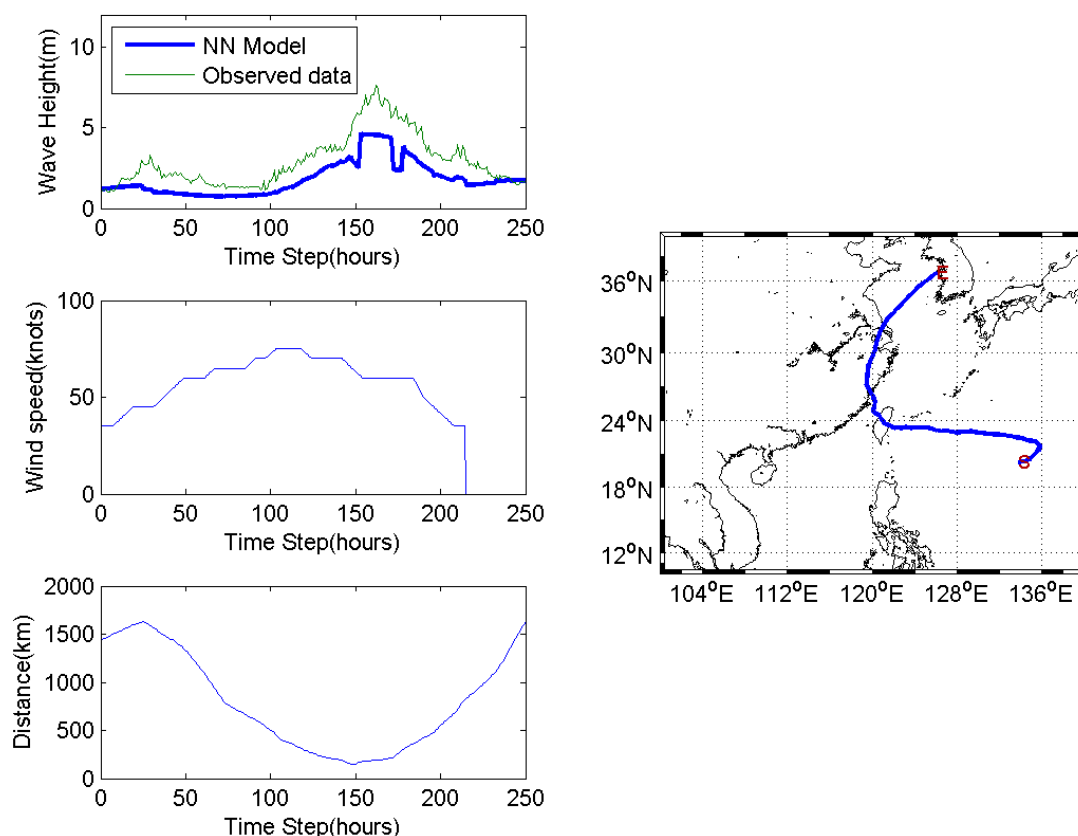 10
5
0
Wave Height(m)
NN Model
Observed data
0 50 100 150 200 250
Time Step(hours)
100
50
0
Wind speed(knots)
0 50 100 150 200 250
Time Step(hours)
2000
1500
1000
500
0
Distance(km)
0 50 100 150 200 250
Time Step(hours)
36°N
30°N
24°N
18°N
12°N
104°E 112°E 120°E 128°E 136°E
E
S